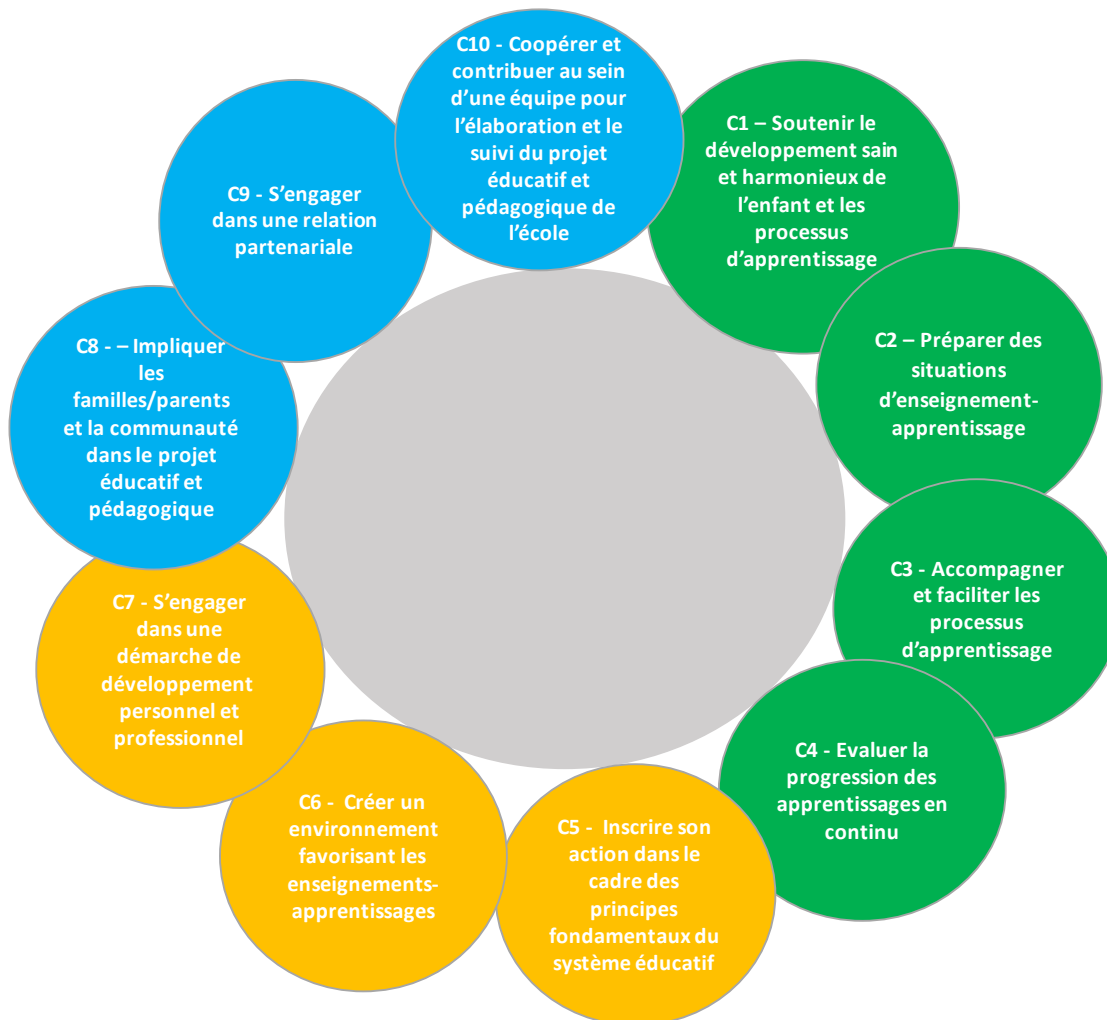 C10 - Coopérer et
contribuer au sein
d’une équipe pour
l’élaboration et le
suivi du projet
éducatif et
pédagogique de
l’école
C1 – Soutenir le
développement sain
et harmonieux de
l’enfant et les
processus
d’apprentissage
C2 – Préparer des
situations
d’enseignement-
apprentissage
C3 - Accompagner
et faciliter les
processus
d’apprentissage
C4 - Evaluer la
progression des
apprentissages en
continu
C5 - Inscrire son
action dans le
cadre des
principes
fondamentaux du
système éducatif
C6 - Créer un
environnement
favorisant les
enseignements-
apprentissages
C7 - S’engager
dans une
démarche de
développement
personnel et
professionnel
C8 - – Impliquer
les
familles/parents
et la communauté
dans le projet
éducatif et
pédagogique
C9 - S’engager
dans une relation
partenariale